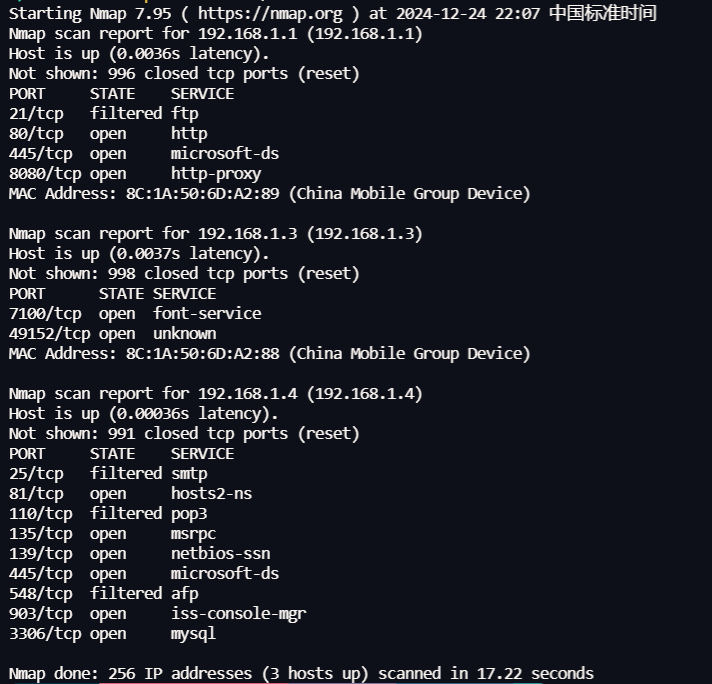 Starting Nmap 7.95 ( https://nmap.org ) at 2024-12-24 22:07 中国标准时间
Nmap scan report for 192.168.1.1 (192.168.1.1)
Host is up (0.0036s latency).
Not shown: 996 closed tcp ports (reset)
PORT     STATE    SERVICE
21/tcp   filtered ftp
80/tcp   open     http
445/tcp  open     microsoft-ds
8080/tcp open     http-proxy
MAC Address: 8C:1A:50:6D:A2:89 (China Mobile Group Device)

Nmap scan report for 192.168.1.3 (192.168.1.3)
Host is up (0.0037s latency).
Not shown: 998 closed tcp ports (reset)
PORT      STATE SERVICE
7100/tcp  open  font-service
49152/tcp open  unknown
MAC Address: 8C:1A:50:6D:A2:88 (China Mobile Group Device)

Nmap scan report for 192.168.1.4 (192.168.1.4)
Host is up (0.00036s latency).
Not shown: 991 closed tcp ports (reset)
PORT     STATE    SERVICE
25/tcp   filtered smtp
81/tcp   open     hosts2-ns
110/tcp  filtered pop3
135/tcp  open     msrpc
139/tcp  open     netbios-ssn
445/tcp  open     microsoft-ds
548/tcp  filtered afp
903/tcp  open     iss-console-mgr
3306/tcp open     mysql

Nmap done: 256 IP addresses (3 hosts up) scanned in 17.22 seconds